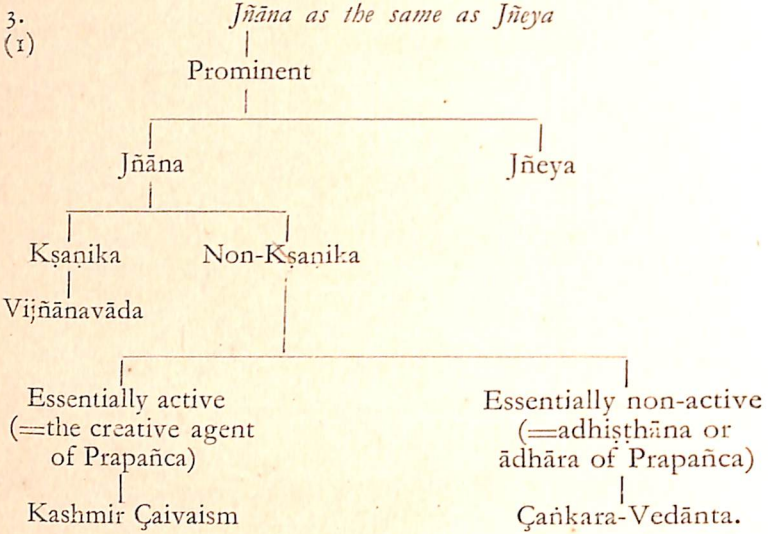 3. Jñāna as the same as Jñeya
(1)
Prominent
Jñāna Jñeya
Kṣaṇika Non-Kṣaṇika
Vijñānavāda
Essentially active
(=the creative agent
of Prapañca)
Kashmir Çaivaism
Essentially non-active
(=adhiṣṭhāna or
ādhāra of Prapañca)
Çaṅkara-Vedānta.